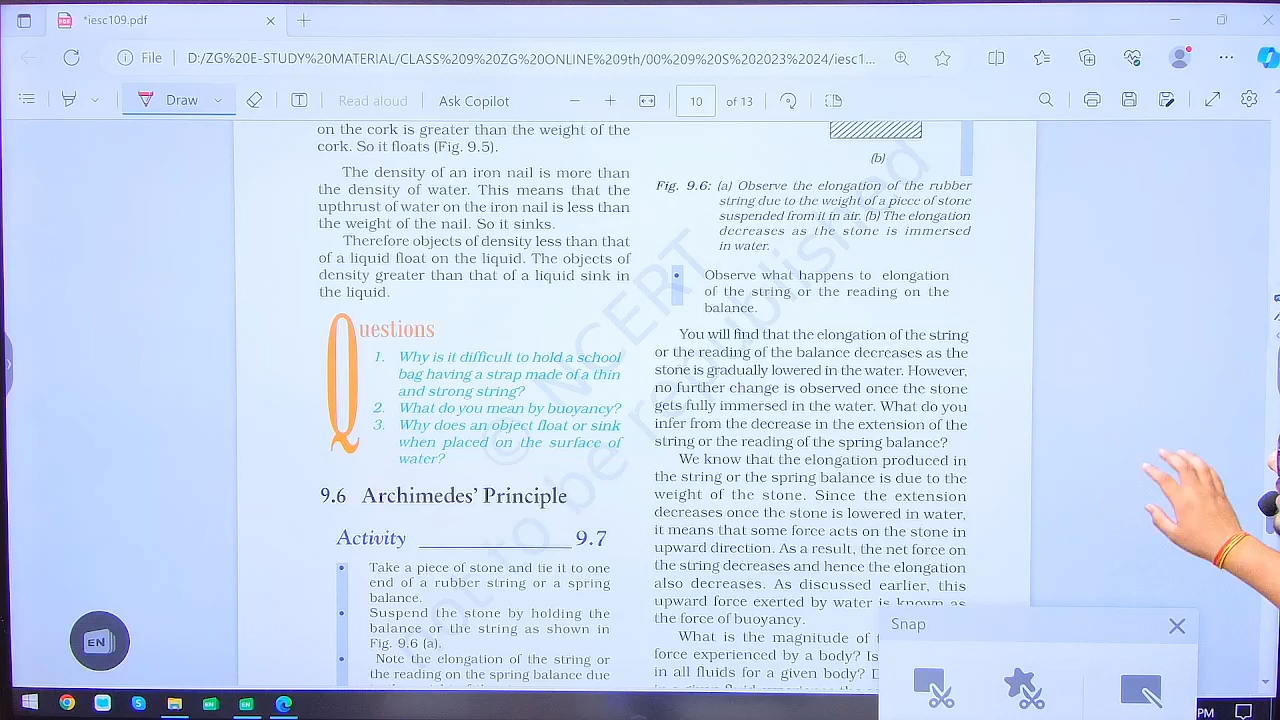 *iesc109.pdf
File
D:/ZG%20E-STUDY%20MATERIAL/CLASS%209%20ZG%20ONLINE%209th/00%209%20S%202023%2024/iesc1...
Draw
Read aloud
Ask Copilot
10 of 13
on the cork is greater than the weight of the
cork. So it floats (Fig. 9.5).
The density of an iron nail is more than
the density of water. This means that the
upthrust of water on the iron nail is less than
the weight of the nail. So it sinks.
Therefore objects of density less than that
of a liquid float on the liquid. The objects of
density greater than that of a liquid sink in
the liquid.
Questions
1. Why is it difficult to hold a school
bag having a strap made of a thin
and strong string?
2. What do you mean by buoyancy?
3. Why does an object float or sink
when placed on the surface of
water?
9.6 Archimedes' Principle
Activity ______________ 9.7
• Take a piece of stone and tie it to one
end of a rubber string or a spring
balance.
• Suspend the stone by holding the
balance or the string as shown in
Fig. 9.6 (a).
• Note the elongation of the string or
the reading on the spring balance due
(b)
Fig. 9.6: (a) Observe the elongation of the rubber
string due to the weight of a piece of stone
suspended from it in air. (b) The elongation
decreases as the stone is immersed
in water.
• Observe what happens to elongation
of the string or the reading on the
balance.
You will find that the elongation of the string
or the reading of the balance decreases as the
stone is gradually lowered in the water. However,
no further change is observed once the stone
gets fully immersed in the water. What do you
infer from the decrease in the extension of the
string or the reading of the spring balance?
We know that the elongation produced in
the string or the spring balance is due to the
weight of the stone. Since the extension
decreases once the stone is lowered in water,
it means that some force acts on the stone in
upward direction. As a result, the net force on
the string decreases and hence the elongation
also decreases. As discussed earlier, this
upward force exerted by water is known as
the force of buoyancy.
What is the magnitude of
force experienced by a body? Is
in all fluids for a given body? D
© NCERT
not to be republished
Snap
EN
PM